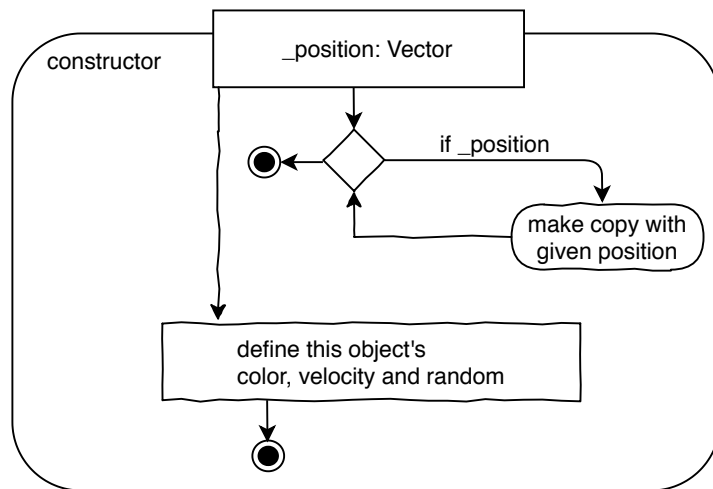 _position: Vector
constructor
if _position
make copy with
given position
define this object's
color, velocity and random